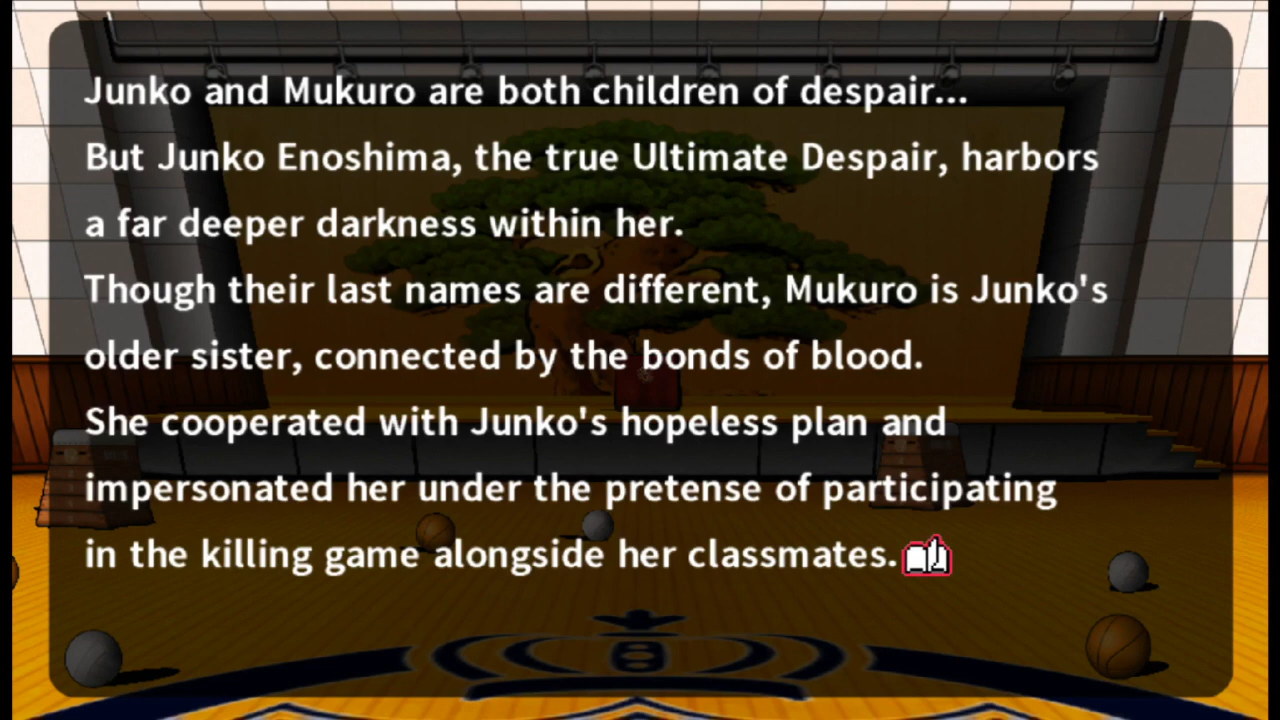 Junko and Mukuro are both children of despair...
But Junko Enoshima, the true Ultimate Despair, harbors
a far deeper darkness within her.
Though their last names are different, Mukuro is Junko's
older sister, connected by the bonds of blood.
She cooperated with Junko's hopeless plan and
impersonated her under the pretense of participating
in the killing game alongside her classmates.